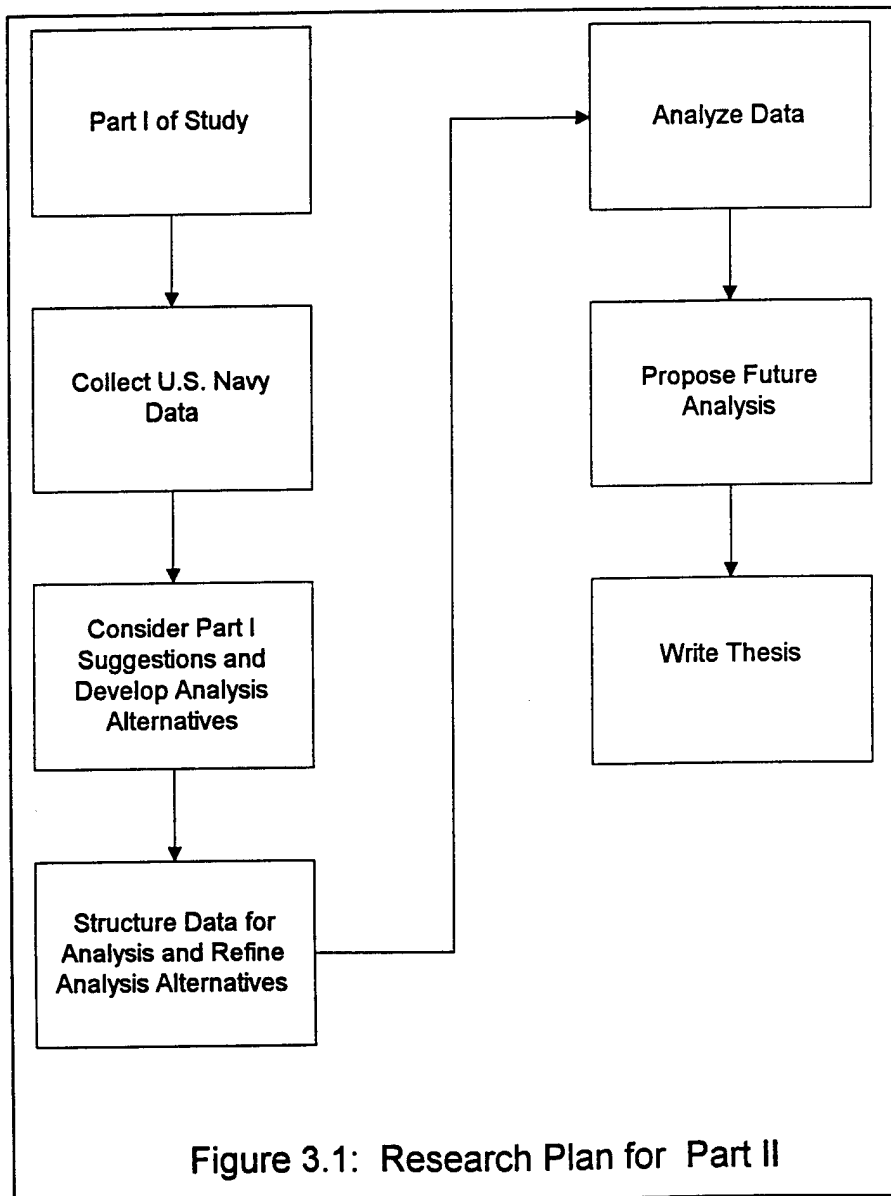 Part I of Study
Collect U.S. Navy
Data
Consider Part I
Suggestions and
Develop Analysis
Alternatives
Structure Data for
Analysis and Refine
Analysis Alternatives
Analyze Data
Propose Future
Analysis
Write Thesis
Figure 3.1: Research Plan for Part II